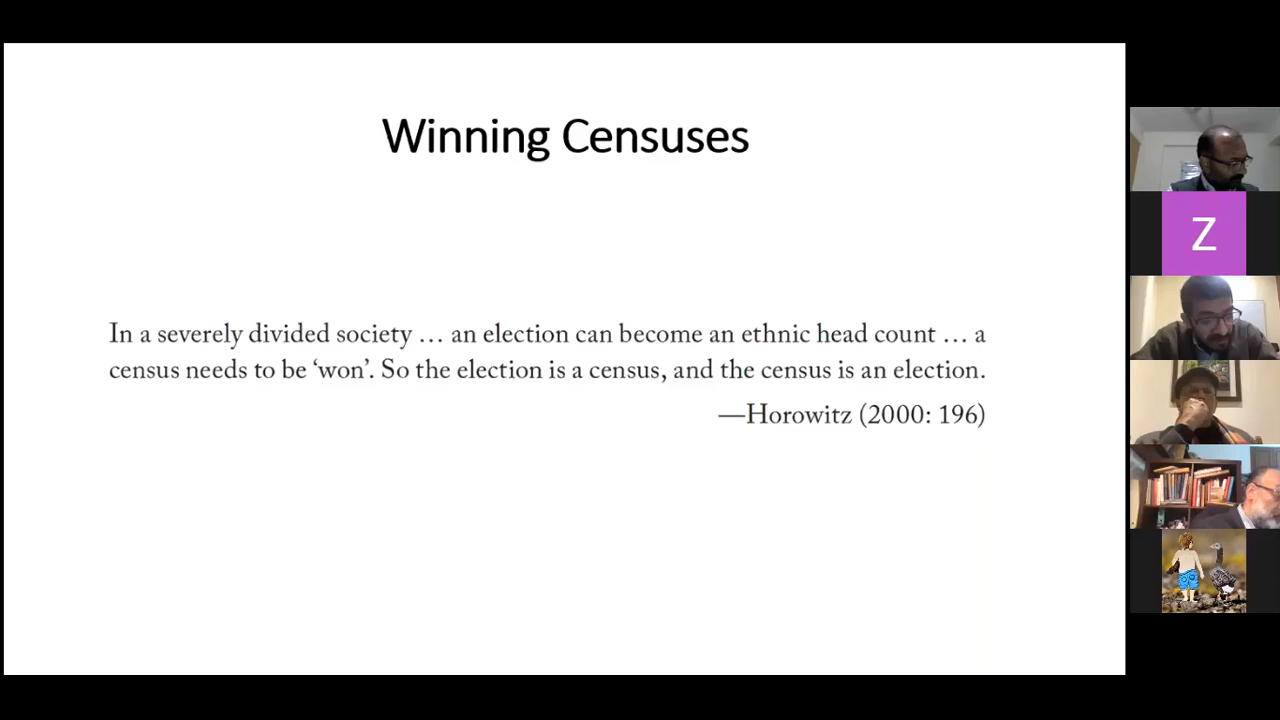 Winning Censuses
In a severely divided society … an election can become an ethnic head count … a
census needs to be ‘won’. So the election is a census, and the census is an election.
—Horowitz (2000: 196)
Z